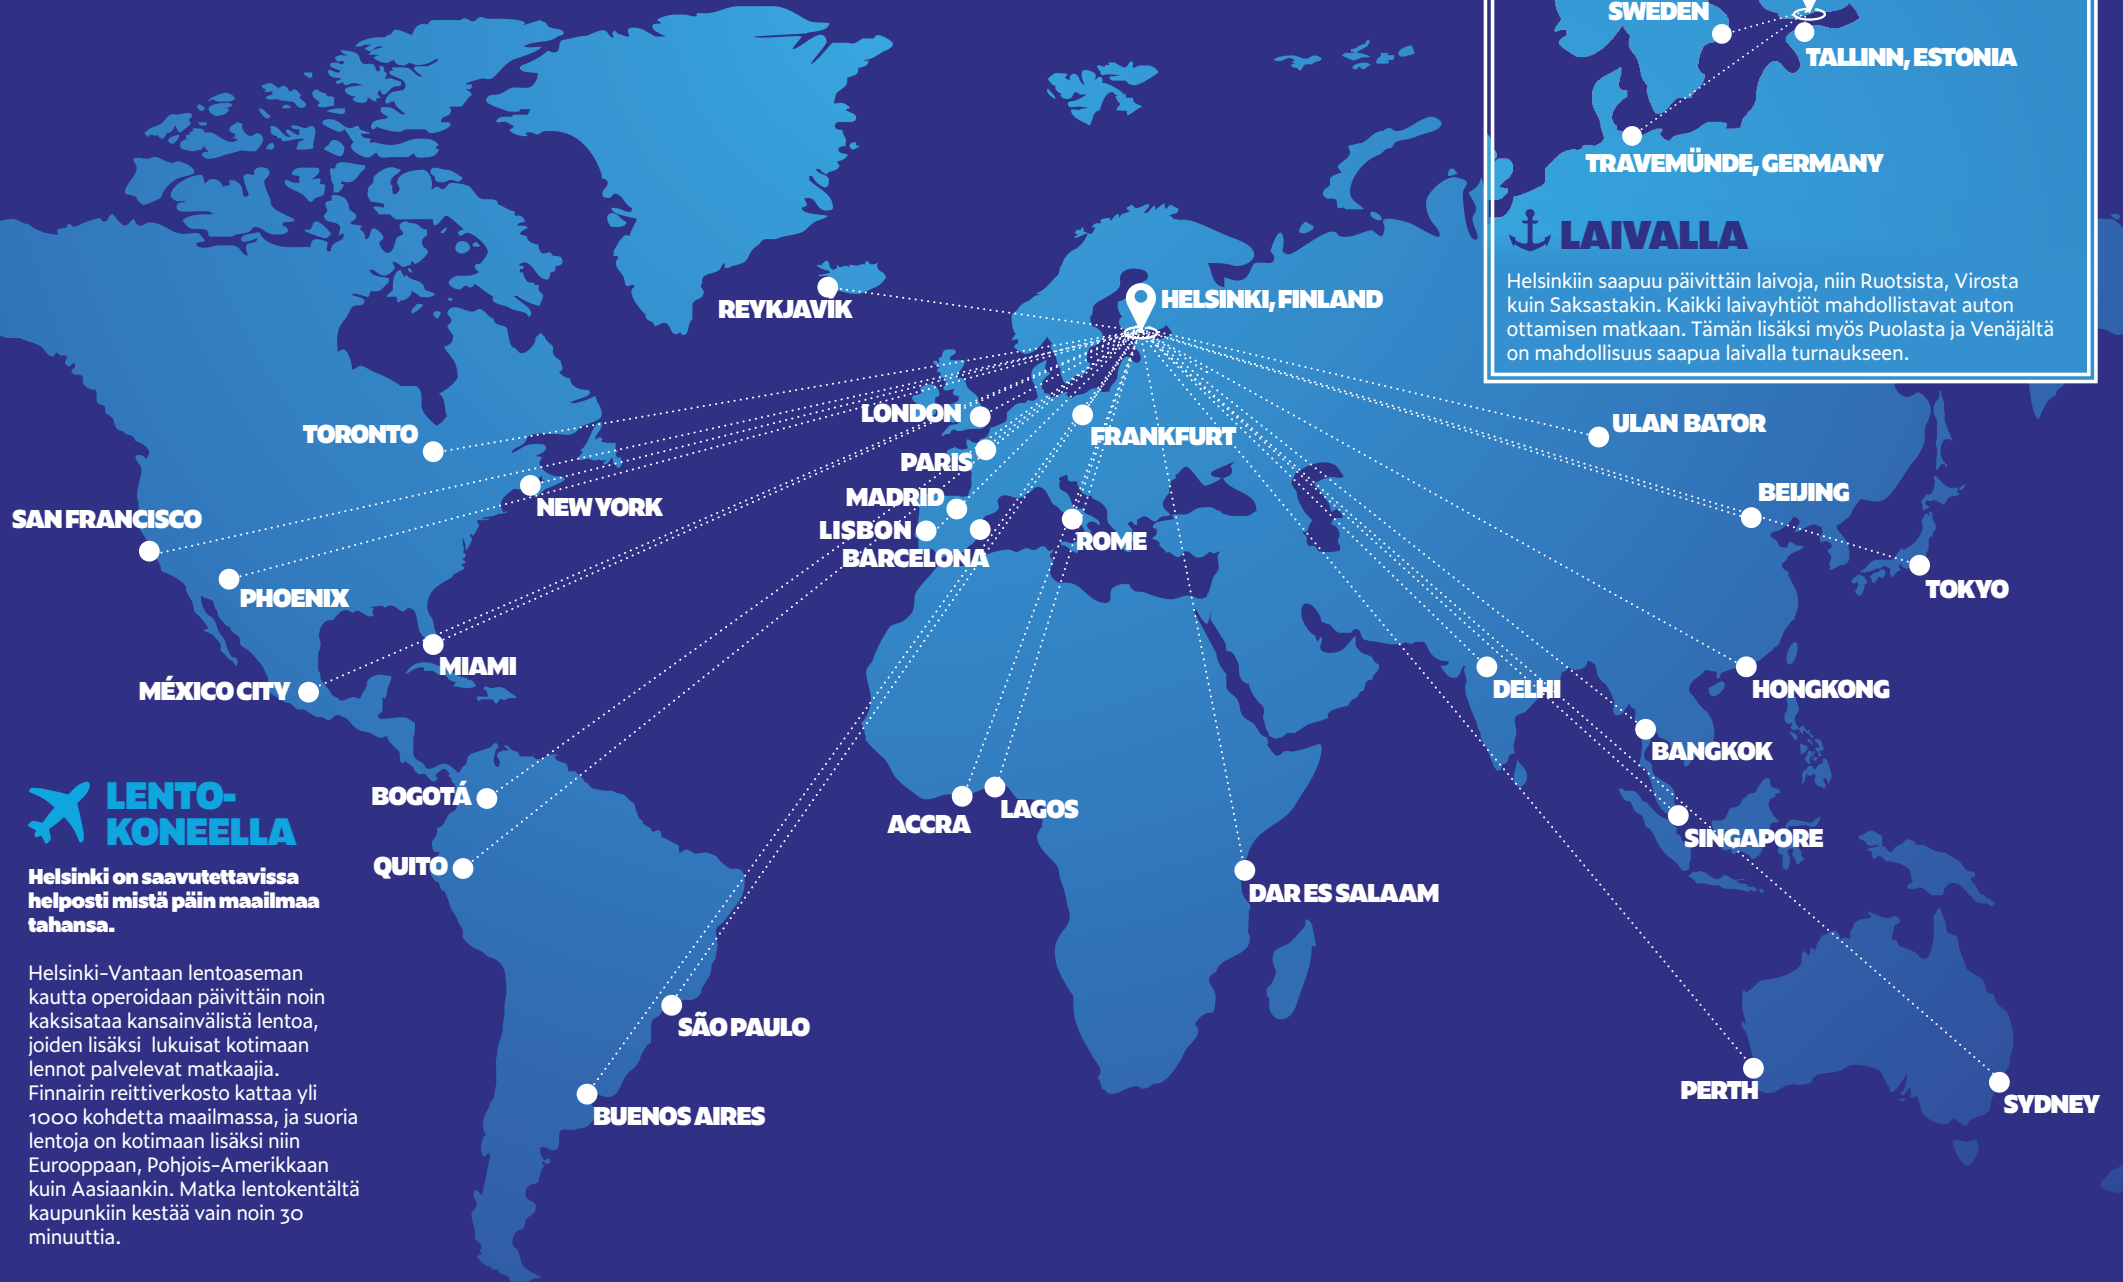 SWEDEN
TALLINN, ESTONIA
TRAVEMÜNDE, GERMANY
LAIVALLA
Helsinkiin saapuu päivittäin laivoja, niin Ruotsista, Virosta
kuin Saksastakin. Kaikki laivayhtiöt mahdollistavat auton
ottamisen matkaan. Tämän lisäksi myös Puolasta ja Venäjältä
on mahdollisuus saapua laivalla turnaukseen.
REYKJAVÍK
HELSINKI, FINLAND
LONDON
TORONTO
FRANKFURT
ULAN BATOR
PARIS
MADRID
BEIJING
NEW YORK
SAN FRANCISCO
LISBON
ROME
BARCELONA
TOKYO
PHOENIX
MIAMI
MÉXICO CITY
DELHI
HONGKONG
BANGKOK
BOGOTÁ
LAGOS
ACCRA
SINGAPORE
QUITO
DAR ES SALAAM
SÃO PAULO
PERTH
SYDNEY
BUENOS AIRES
LENTO-
KONEELLA
Helsinki on saavutettavissa
helposti mistä päin maailmaa
tahansa.
Helsinki-Vantaan lentoaseman
kautta operoidaan päivittäin noin
kaksisataa kansainvälistä lentoa,
joiden lisäksi lukuisat kotimaan
lennot palvelevat matkaajia.
Finnairin reittiverkosto kattaa yli
1000 kohdetta maailmassa, ja suoria
lentoja on kotimaan lisäksi niin
Eurooppaan, Pohjois-Amerikkaan
kuin Aasiaankin. Matka lentokentältä
kaupunkiin kestää vain noin 30
minuuttia.